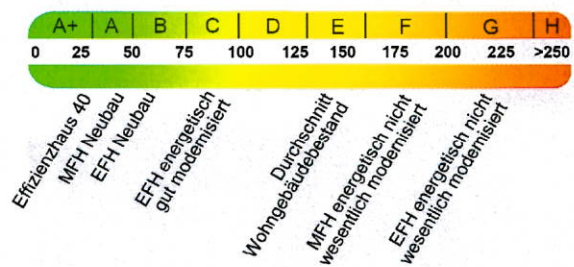 A+ A B C D E F G H
0 25 50 75 100 125 150 175 200 225 >250
Effizienzhaus 40
MFH Neubau
EFH Neubau
EFH energetisch
gut modernisiert
Durchschnitt
Wohngebäudebestand
MFH energetisch nicht
wesentlich modernisiert
EFH energetisch nicht
wesentlich modernisiert